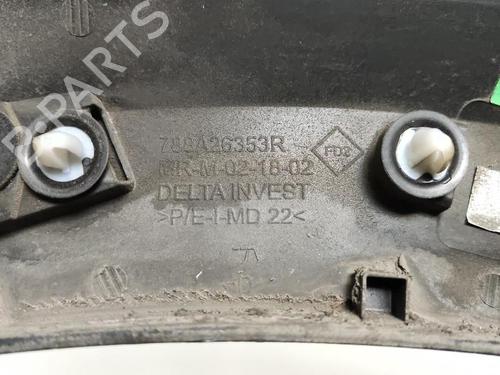 788A26353R
MR-M-02-18-02
FD2
DELTA INVEST
>P/E-I-MD 22<
B-PARTS